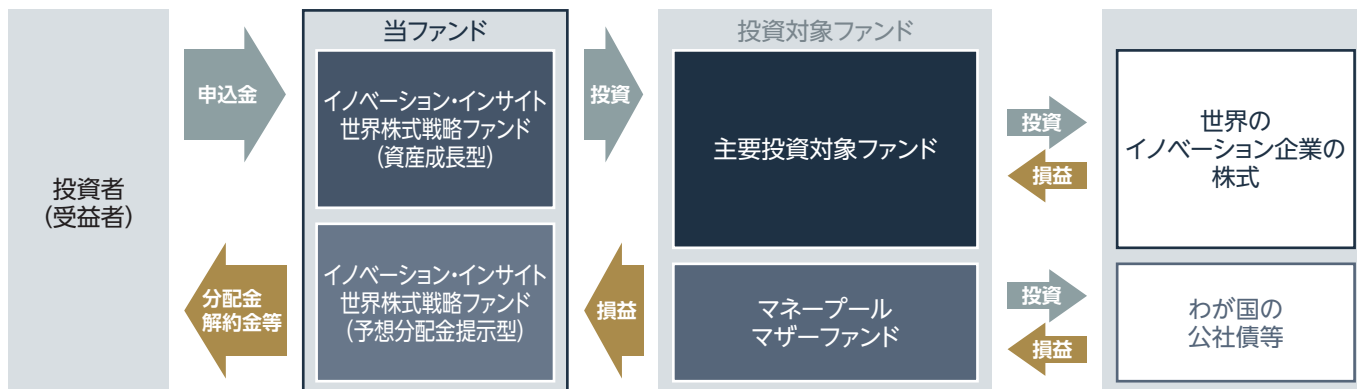 投資者
(受益者)
申込金
分配金
解約金等
当ファンド
イノベーション・インサイト
世界株式戦略ファンド
(資産成長型)
イノベーション・インサイト
世界株式戦略ファンド
(予想分配金提示型)
投資
損益
投資対象ファンド
主要投資対象ファンド
マネープール
マザーファンド
投資
損益
投資
損益
世界の
イノベーション企業の
株式
わが国の
公社債等